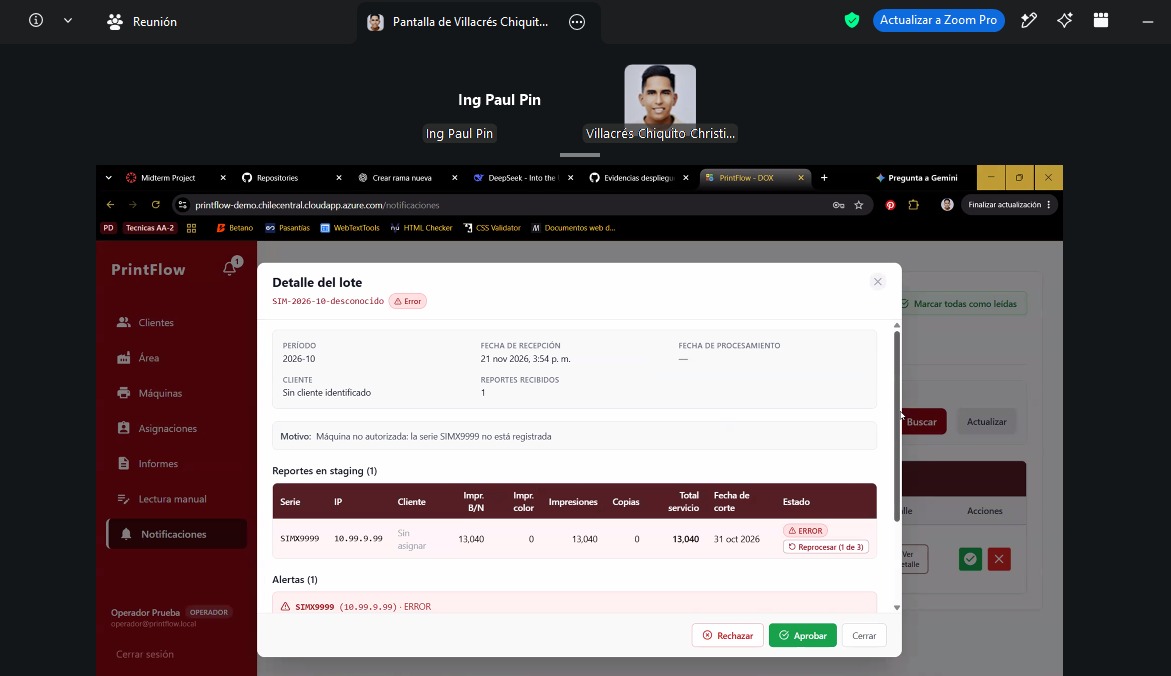 Reunión
Pantalla de Villacrés Chiquit...
Actualizar a Zoom Pro
Ing Paul Pin
Ing Paul Pin
Villacrés Chiquito Christi...
Midterm Project
Repositories
Crear rama nueva
DeepSeek - Into the
Evidencias despliegu
PrintFlow - DOX
Pregunta a Gemini
printflow-demo.chilecentral.cloudapp.azure.com/notificaciones
Finalizar actualización
PD
Tecnicas AA-2
Betano
Pasantías
WebTextTools
HTML Checker
CSS Validator
Documentos web d...
PrintFlow
1
Clientes
Área
Máquinas
Asignaciones
Informes
Lectura manual
Notificaciones
Operador Prueba OPERADOR
operador@printflow.local
Cerrar sesión
Detalle del lote
SIM-2026-10-desconocido Error
PERÍODO FECHA DE RECEPCIÓN FECHA DE PROCESAMIENTO
2026-10 21 nov 2026, 3:54 p. m. —
CLIENTE REPORTES RECIBIDOS
Sin cliente identificado 1
Motivo: Máquina no autorizada: la serie SIMX9999 no está registrada
Reportes en staging (1)
Serie IP Cliente Impr. B/N Impr. color Impresiones Copias Total servicio Fecha de corte Estado
SIMX9999 10.99.9.99 Sin asignar 13,040 0 13,040 0 13,040 31 oct 2026 ERROR
Reprocesar (1 de 3)
Alertas (1)
SIMX9999 (10.99.9.99) · ERROR
Rechazar Aprobar Cerrar
Marcar todas como leídas
Buscar Actualizar
Acciones
Ver